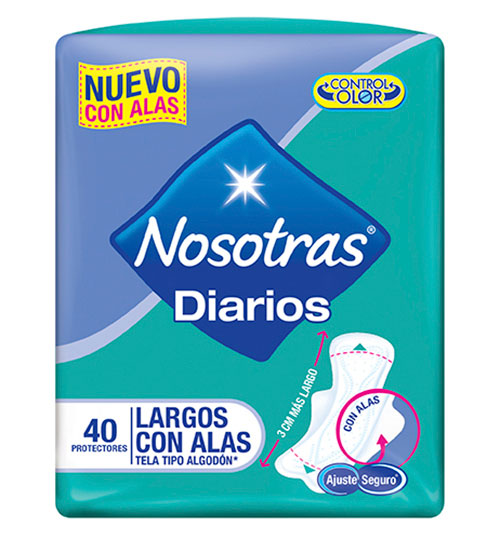 NUEVO
CON ALAS
CONTROL
OLOR
Nosotras®
Diarios
3 CM MÁS LARGO
CON ALAS
40
PROTECTORES
LARGOS
CON ALAS
TELA TIPO ALGODÓN*
Ajuste Seguro®